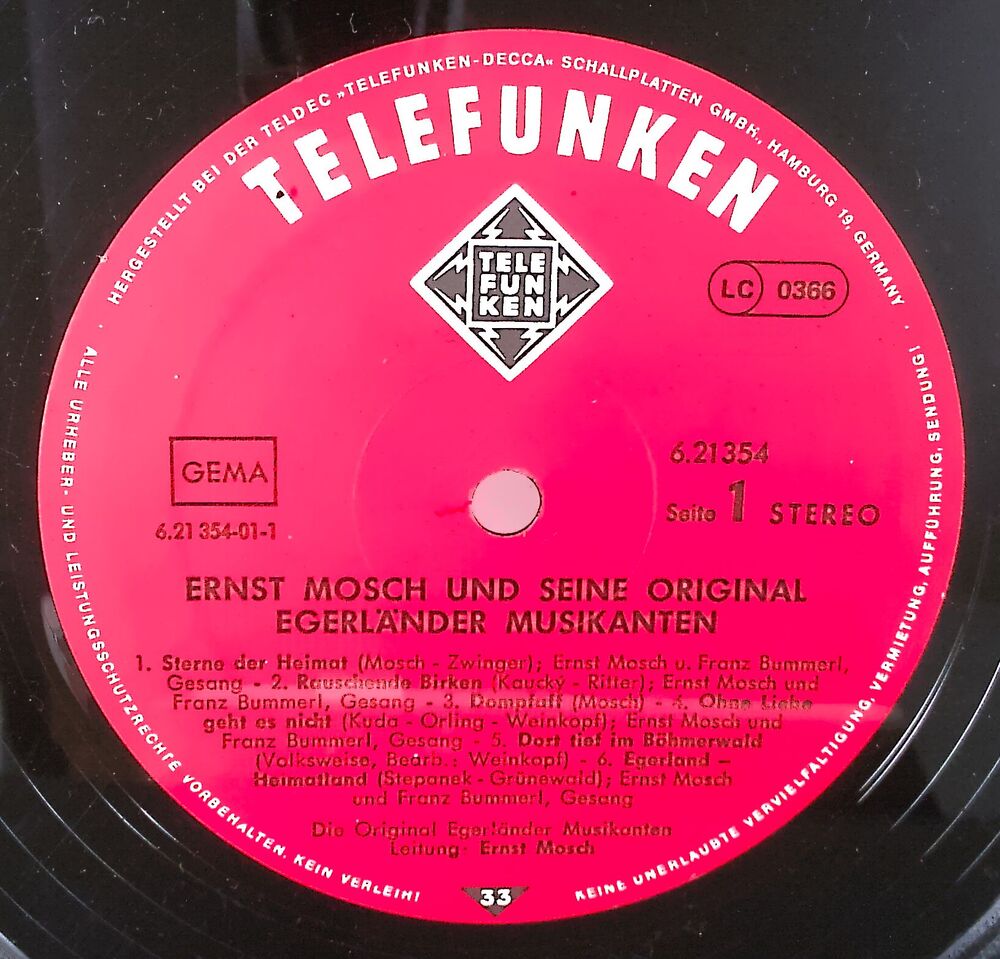 HERGESTELLT BEI DER TELDEC »TELEFUNKEN-DECCA« SCHALLPLATTEN GMBH., HAMBURG 19, GERMANY
TELEFUNKEN
TELE
FUN
KEN
LC 0366
GEMA
6.21 354-01-1
6.21354
Seite 1 STEREO
ERNST MOSCH UND SEINE ORIGINAL
EGERLÄNDER MUSIKANTEN
1. Sterne der Heimat (Mosch - Zwinger); Ernst Mosch u. Franz Bummerl,
Gesang - 2. Rauschende Birken (Kaucký - Ritter); Ernst Mosch und
Franz Bummerl, Gesang - 3. Dompfaff (Mosch) - 4. Ohne Liebe
geht es nicht (Kuda - Orling - Weinkopf); Ernst Mosch und
Franz Bummerl, Gesang - 5. Dort tief im Böhmerwald
(Volksweise, Bearb.: Weinkopf) - 6. Egerland –
Heimatland (Stepanek - Grünewald); Ernst Mosch
und Franz Bummerl, Gesang
Die Original Egerländer Musikanten
Leitung: Ernst Mosch
33
ALLE URHEBER- UND LEISTUNGSSCHUTZRECHTE VORBEHALTEN. KEIN VERLEIH!
KEINE UNERLAUBTE VERVIELFALTIGUNG, VERMIETUNG, AUFFÜHRUNG, SENDUNG!